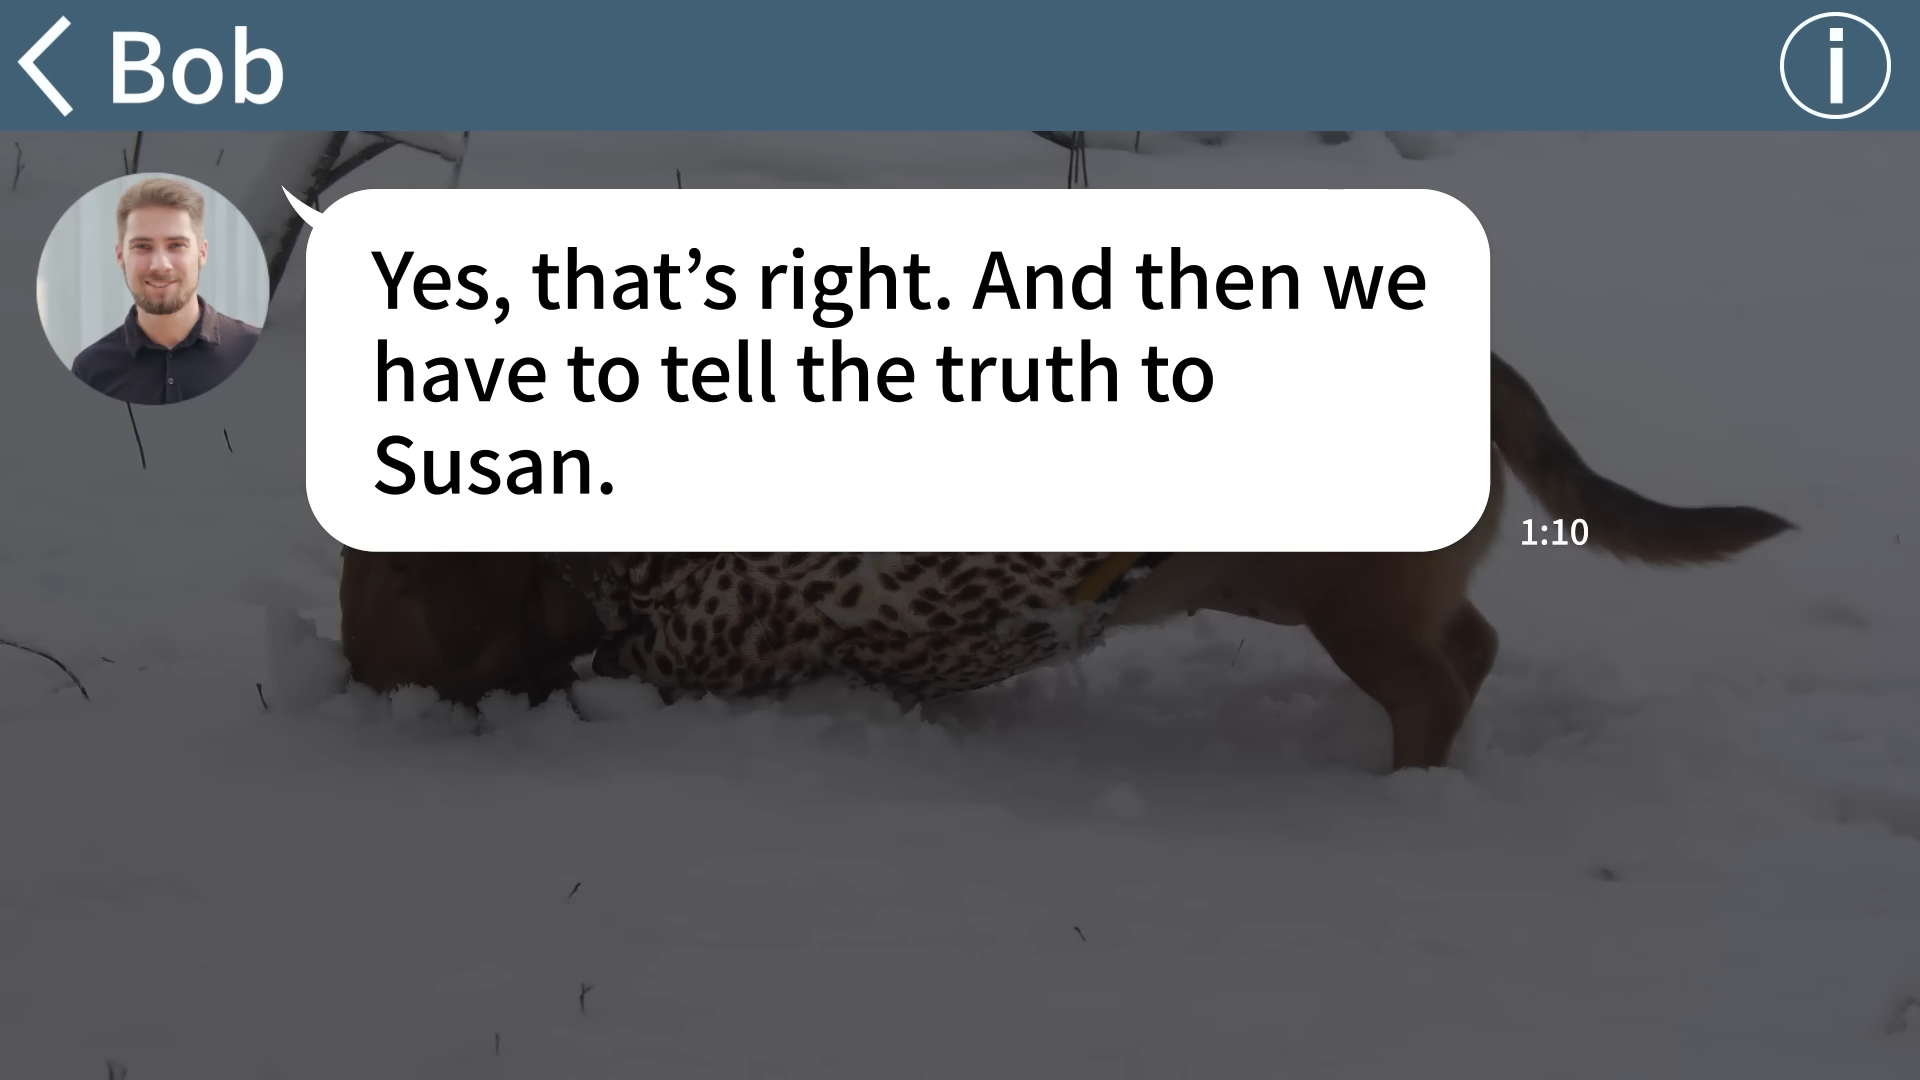 Bob
Yes, that’s right. And then we
have to tell the truth to
Susan.
1:10